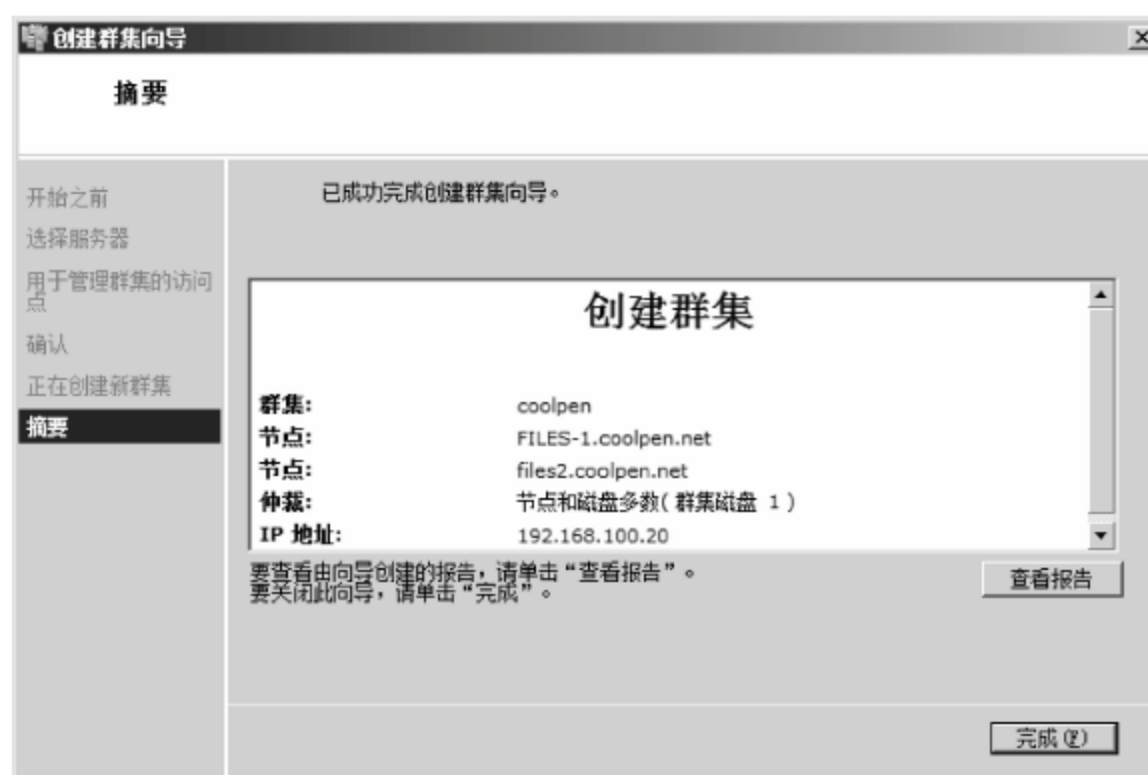 创建群集向导
摘要
开始之前
选择服务器
用于管理群集的访问
点
确认
正在创建新群集
摘要
已成功完成创建群集向导。
创建群集
群集: coolpen
节点: FILES-1.coolpen.net
节点: files2.coolpen.net
仲裁: 节点和磁盘多数(群集磁盘 1)
IP 地址: 192.168.100.20
要查看由向导创建的报告，请单击“查看报告”。
要关闭此向导，请单击“完成”。
查看报告
完成(F)